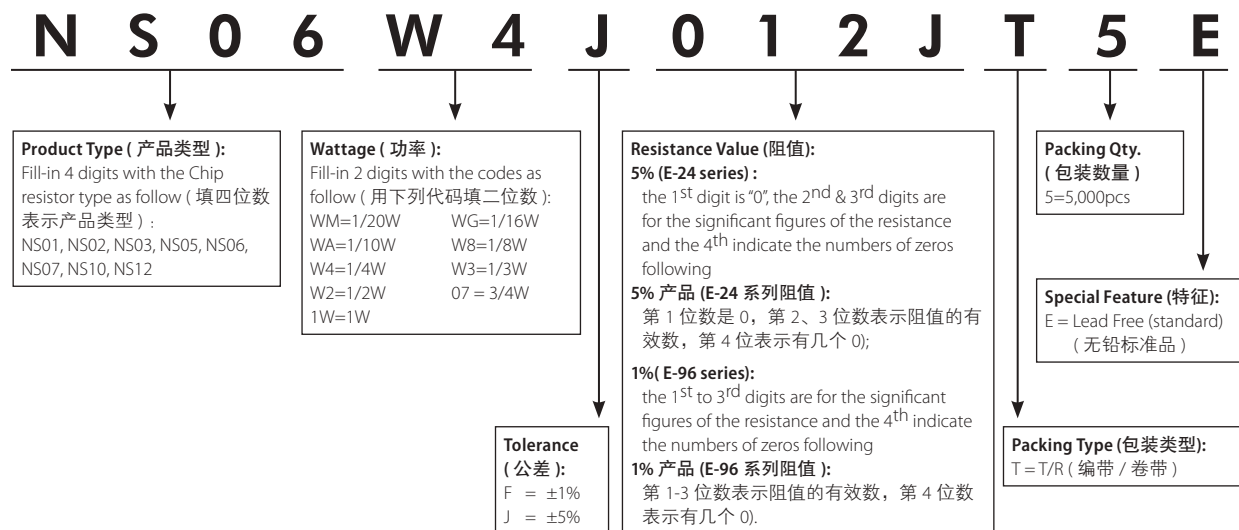 N S 0 6 W 4 J 0 1 2 J T 5 E
Product Type ( 产品类型 ):
Fill-in 4 digits with the Chip
resistor type as follow ( 填四位数
表示产品类型 ) :
NS01, NS02, NS03, NS05, NS06,
NS07, NS10, NS12
Wattage ( 功率 ):
Fill-in 2 digits with the codes as
follow ( 用下列代码填二位数 ):
WM=1/20W WG=1/16W
WA=1/10W W8=1/8W
W4=1/4W W3=1/3W
W2=1/2W 07 = 3/4W
1W=1W
Tolerance
( 公差 ):
F = ±1%
J = ±5%
Resistance Value (阻值):
5% (E-24 series) :
the 1st digit is “0”, the 2nd & 3rd digits are
for the significant figures of the resistance
and the 4th indicate the numbers of zeros
following
5% 产品 (E-24 系列阻值 ):
第 1 位数是 0，第 2、3 位数表示阻值的有
效数，第 4 位表示有几个 0);
1%( E-96 series):
the 1st to 3rd digits are for the significant
figures of the resistance and the 4th indicate
the numbers of zeros following
1% 产品 (E-96 系列阻值 ):
第 1-3 位数表示阻值的有效数，第 4 位数
表示有几个 0).
Packing Type (包装类型):
T = T/R ( 编带 / 卷带 )
Packing Qty.
( 包装数量 )
5=5,000pcs
Special Feature (特征):
E = Lead Free (standard)
( 无铅标准品 )